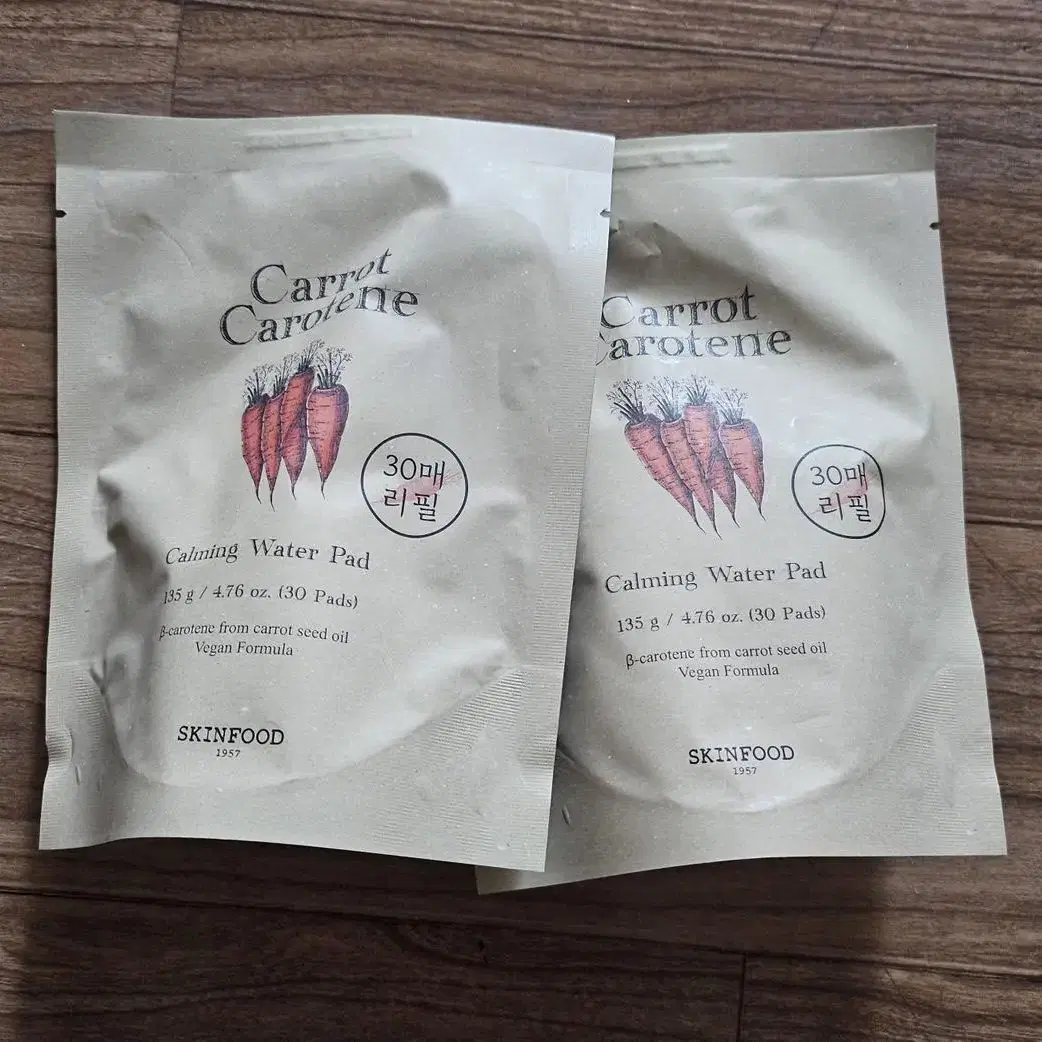 Carrot
Carotene
30매
리필
Calming Water Pad
135 g / 4.76 oz. (30 Pads)
β-carotene from carrot seed oil
Vegan Formula
SKINFOOD
1957
Carrot
Carotene
30매
리필
Calming Water Pad
135 g / 4.76 oz. (30 Pads)
β-carotene from carrot seed oil
Vegan Formula
SKINFOOD
1957